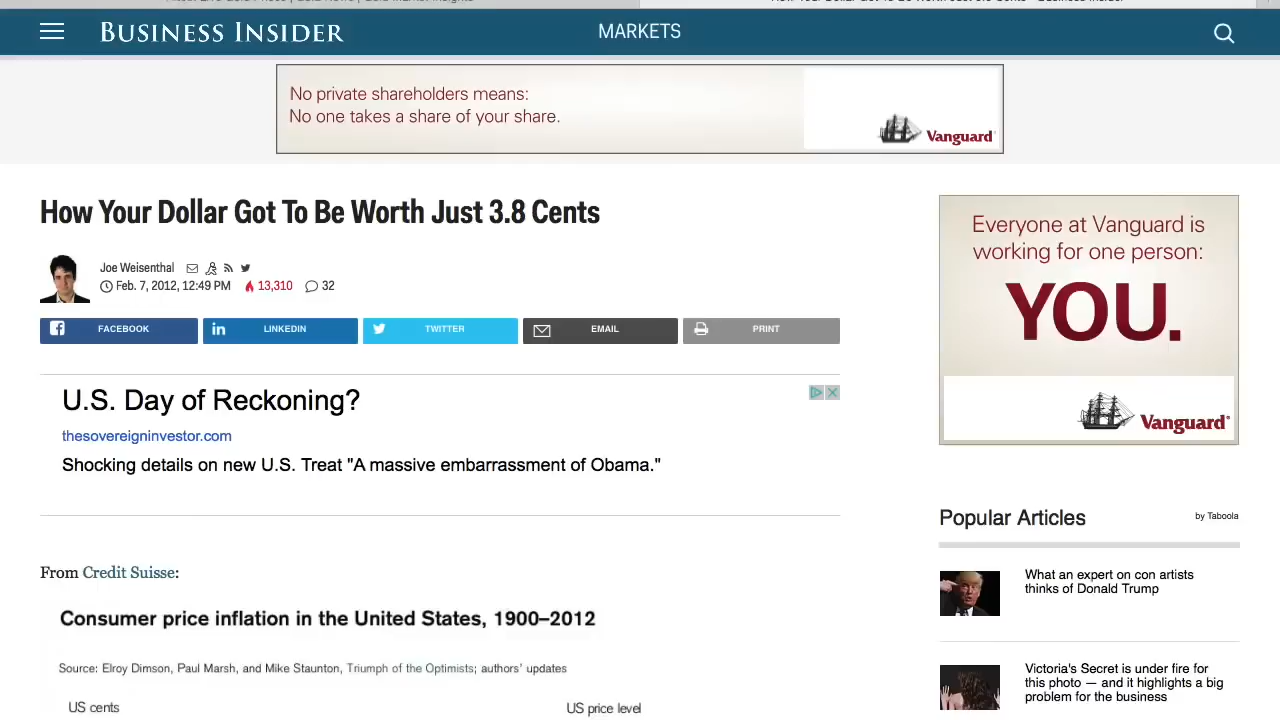 BUSINESS INSIDER
MARKETS
No private shareholders means:
No one takes a share of your share.
Vanguard®
How Your Dollar Got To Be Worth Just 3.8 Cents
Joe Weisenthal
Feb. 7, 2012, 12:49 PM 13,310 32
FACEBOOK
LINKEDIN
TWITTER
EMAIL
PRINT
U.S. Day of Reckoning?
thesovereigninvestor.com
Shocking details on new U.S. Treat "A massive embarrassment of Obama."
From Credit Suisse:
Consumer price inflation in the United States, 1900–2012
Source: Elroy Dimson, Paul Marsh, and Mike Staunton, Triumph of the Optimists; authors' updates
US cents
US price level
Everyone at Vanguard is
working for one person:
YOU.
Vanguard®
Popular Articles
by Taboola
What an expert on con artists
thinks of Donald Trump
Victoria's Secret is under fire for
this photo — and it highlights a big
problem for the business